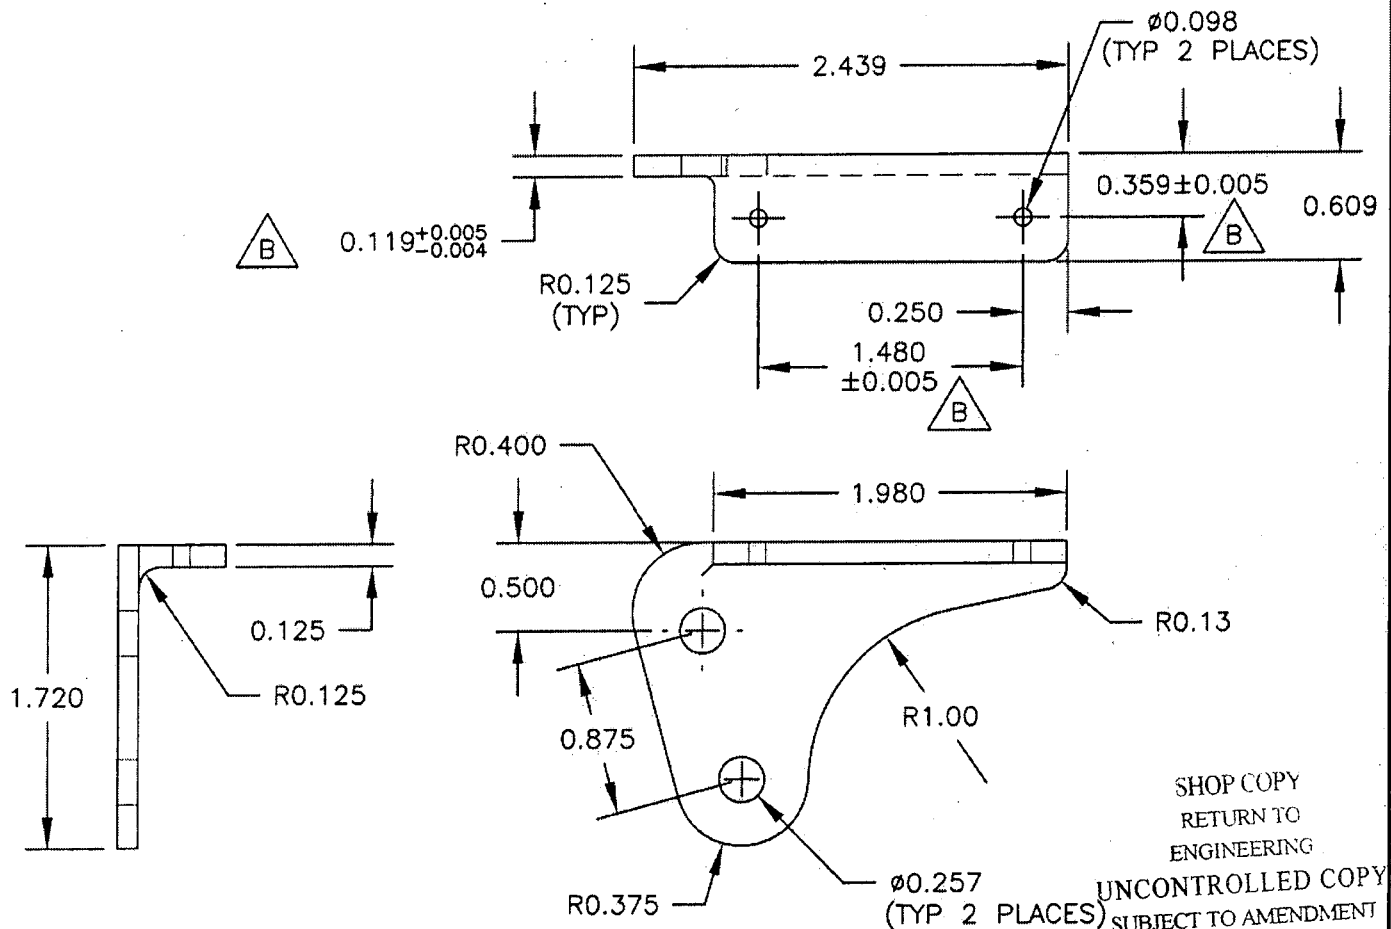 ø0.098
(TYP 2 PLACES)
2.439
0.359±0.005
0.609
B
0.119+0.005
-0.004
B
R0.125
(TYP)
0.250
1.480
±0.005
B
R0.400
1.980
0.500
0.125
R0.13
1.720
R0.125
0.875
R1.00
SHOP COPY
RETURN TO
ENGINEERING
UNCONTROLLED COPY
SUBJECT TO AMENDMENT
R0.375
ø0.257
(TYP 2 PLACES)